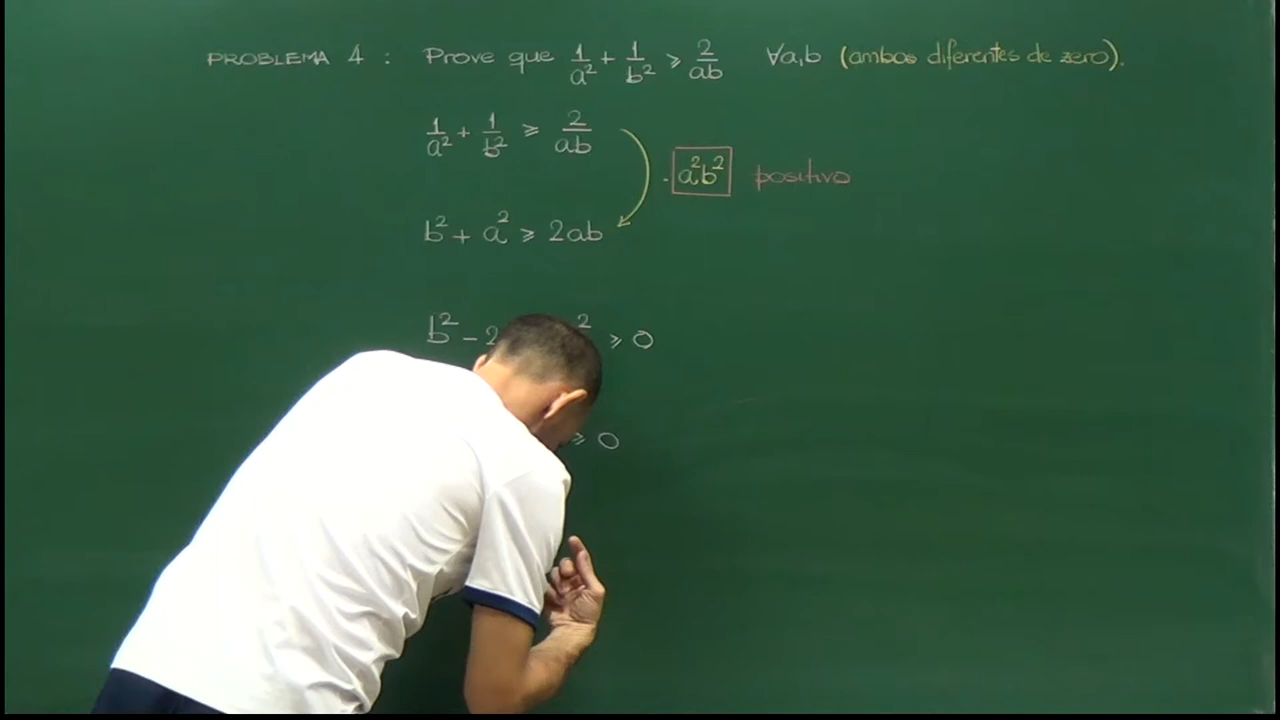 PROBLEMA 4 : Prove que 1/a² + 1/b² ⩾ 2/ab ∀a,b (ambos diferentes de zero).
1/a² + 1/b² ⩾ 2/ab
. a²b² positivo
b² + a² ⩾ 2ab
b² - 2 ² ⩾ 0
⩾ 0